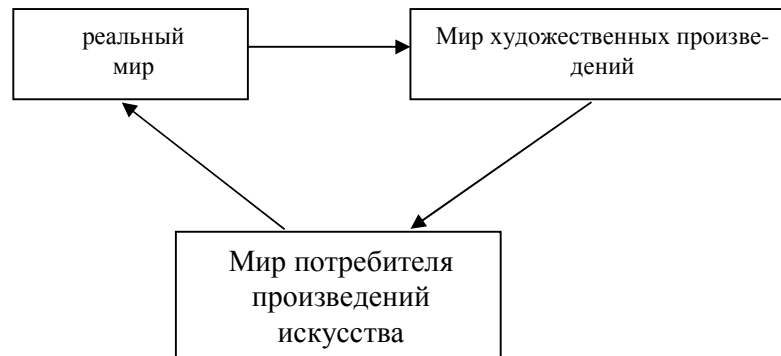 реальный
мир
Мир художественных произве-
дений
Мир потребителя
произведений
искусства